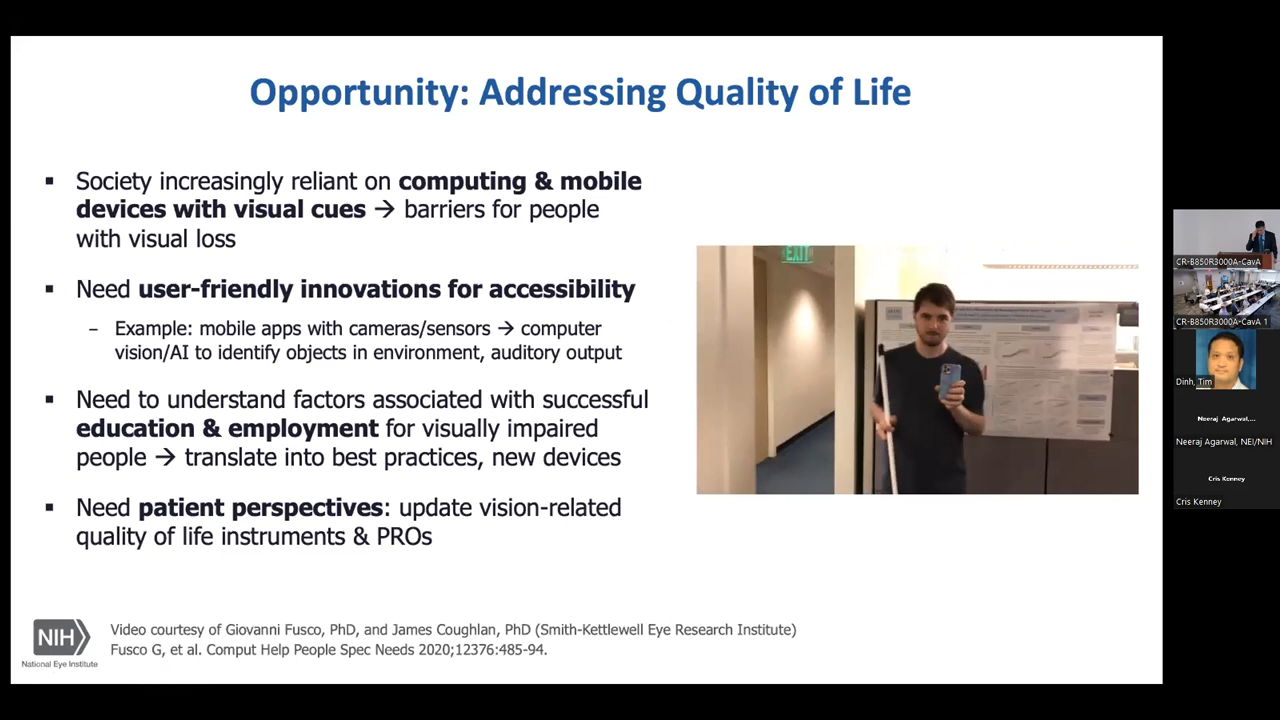 Opportunity: Addressing Quality of Life
▪ Society increasingly reliant on computing & mobile
devices with visual cues → barriers for people
with visual loss
▪ Need user-friendly innovations for accessibility
– Example: mobile apps with cameras/sensors → computer
vision/AI to identify objects in environment, auditory output
▪ Need to understand factors associated with successful
education & employment for visually impaired
people → translate into best practices, new devices
▪ Need patient perspectives: update vision-related
quality of life instruments & PROs
EXIT
NIH
National Eye Institute
Video courtesy of Giovanni Fusco, PhD, and James Coughlan, PhD (Smith-Kettlewell Eye Research Institute)
Fusco G, et al. Comput Help People Spec Needs 2020;12376:485-94.
CR-B850R3000A-CavA
CR-B850R3000A-CavA 1
Dinh, Tim
Neeraj Agarwal,...
Neeraj Agarwal, NEI/NIH
Cris Kenney
Cris Kenney